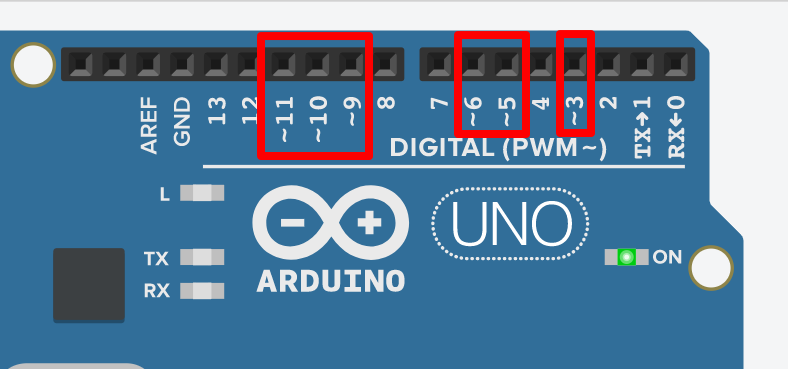 AREF GND 13 12 ~11 ~10 ~9 8 7 ~6 ~5 4 ~3 2 TX→1 RX←0
DIGITAL (PWM~)
L
UNO
TX
ON
ARDUINO
RX